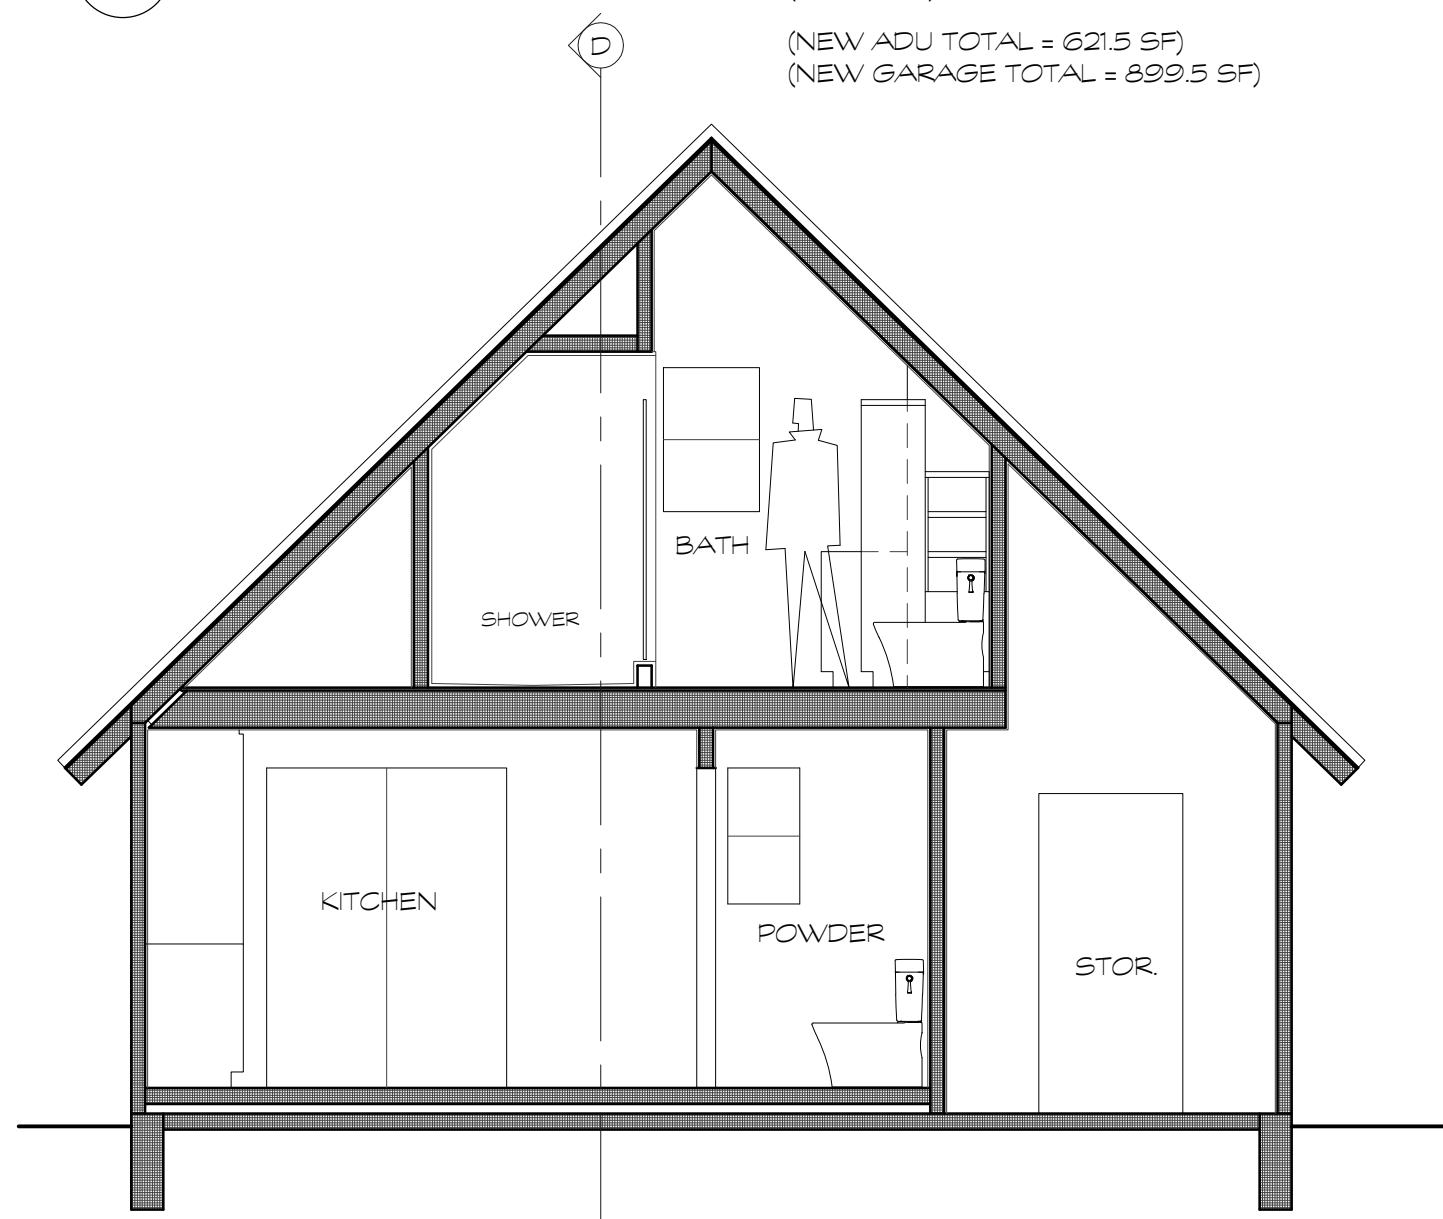 D
(NEW ADU TOTAL = 621.5 SF)
(NEW GARAGE TOTAL = 899.5 SF)
BATH
SHOWER
KITCHEN
POWDER
STOR.